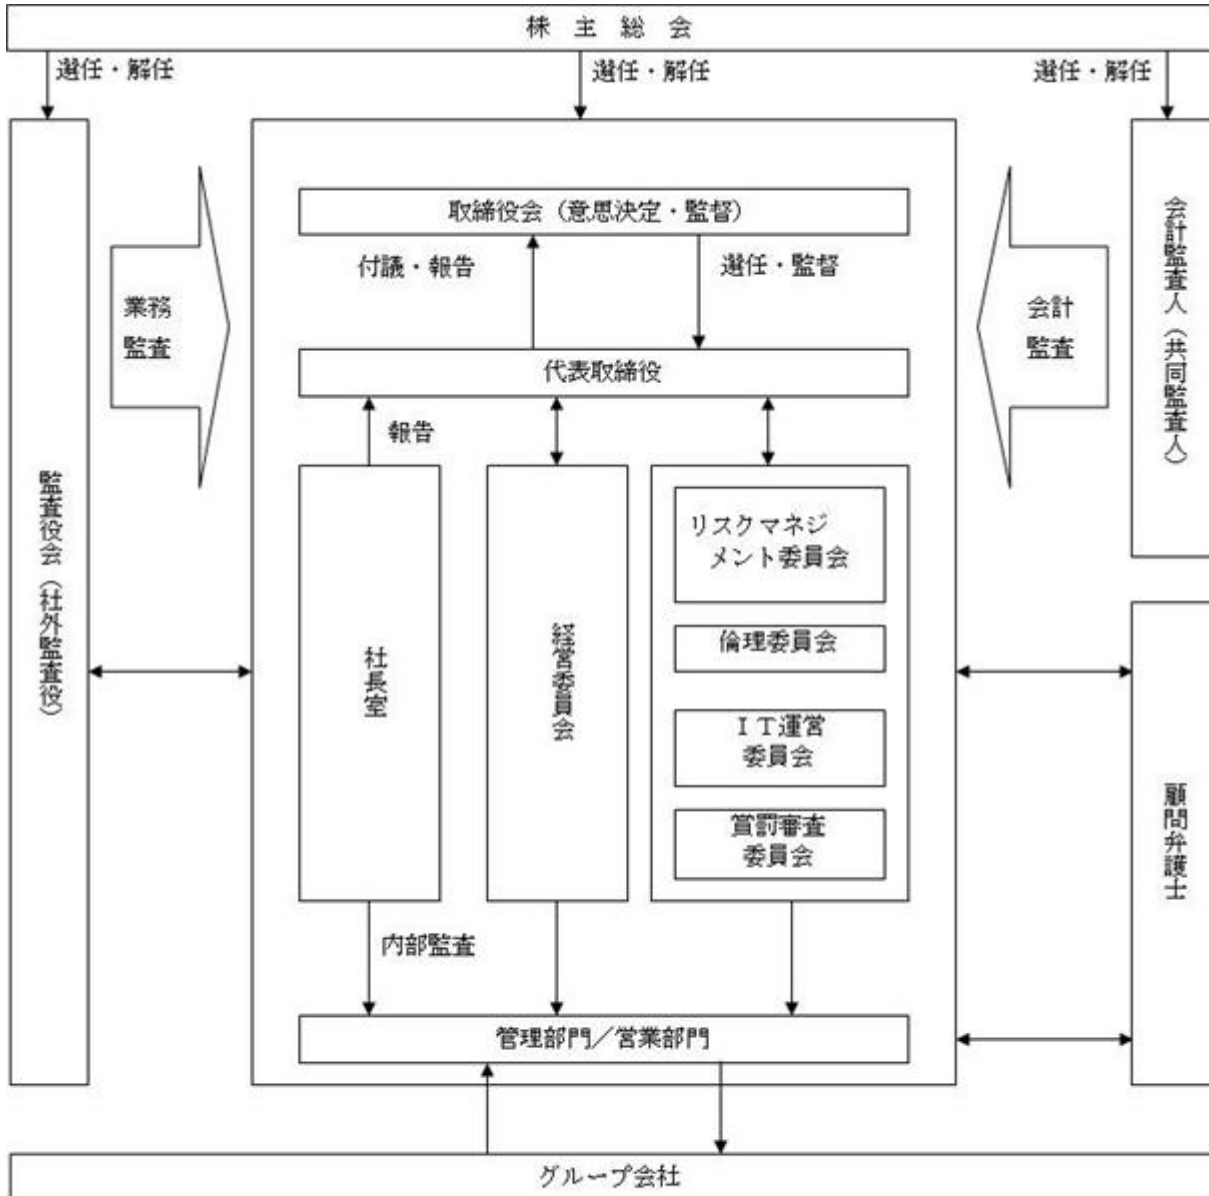 株 主 総 会
選任・解任
選任・解任
選任・解任
取締役会（意思決定・監督）
付議・報告
選任・監督
業務
監査
会計
監査
会計監査人（共同監査人）
代表取締役
報告
監査役会（社外監査役）
社長室
経営委員会
リスクマネジ
メント委員会
倫理委員会
ＩＴ運営
委員会
賞罰審査
委員会
顧問弁護士
内部監査
管理部門／営業部門
グループ会社